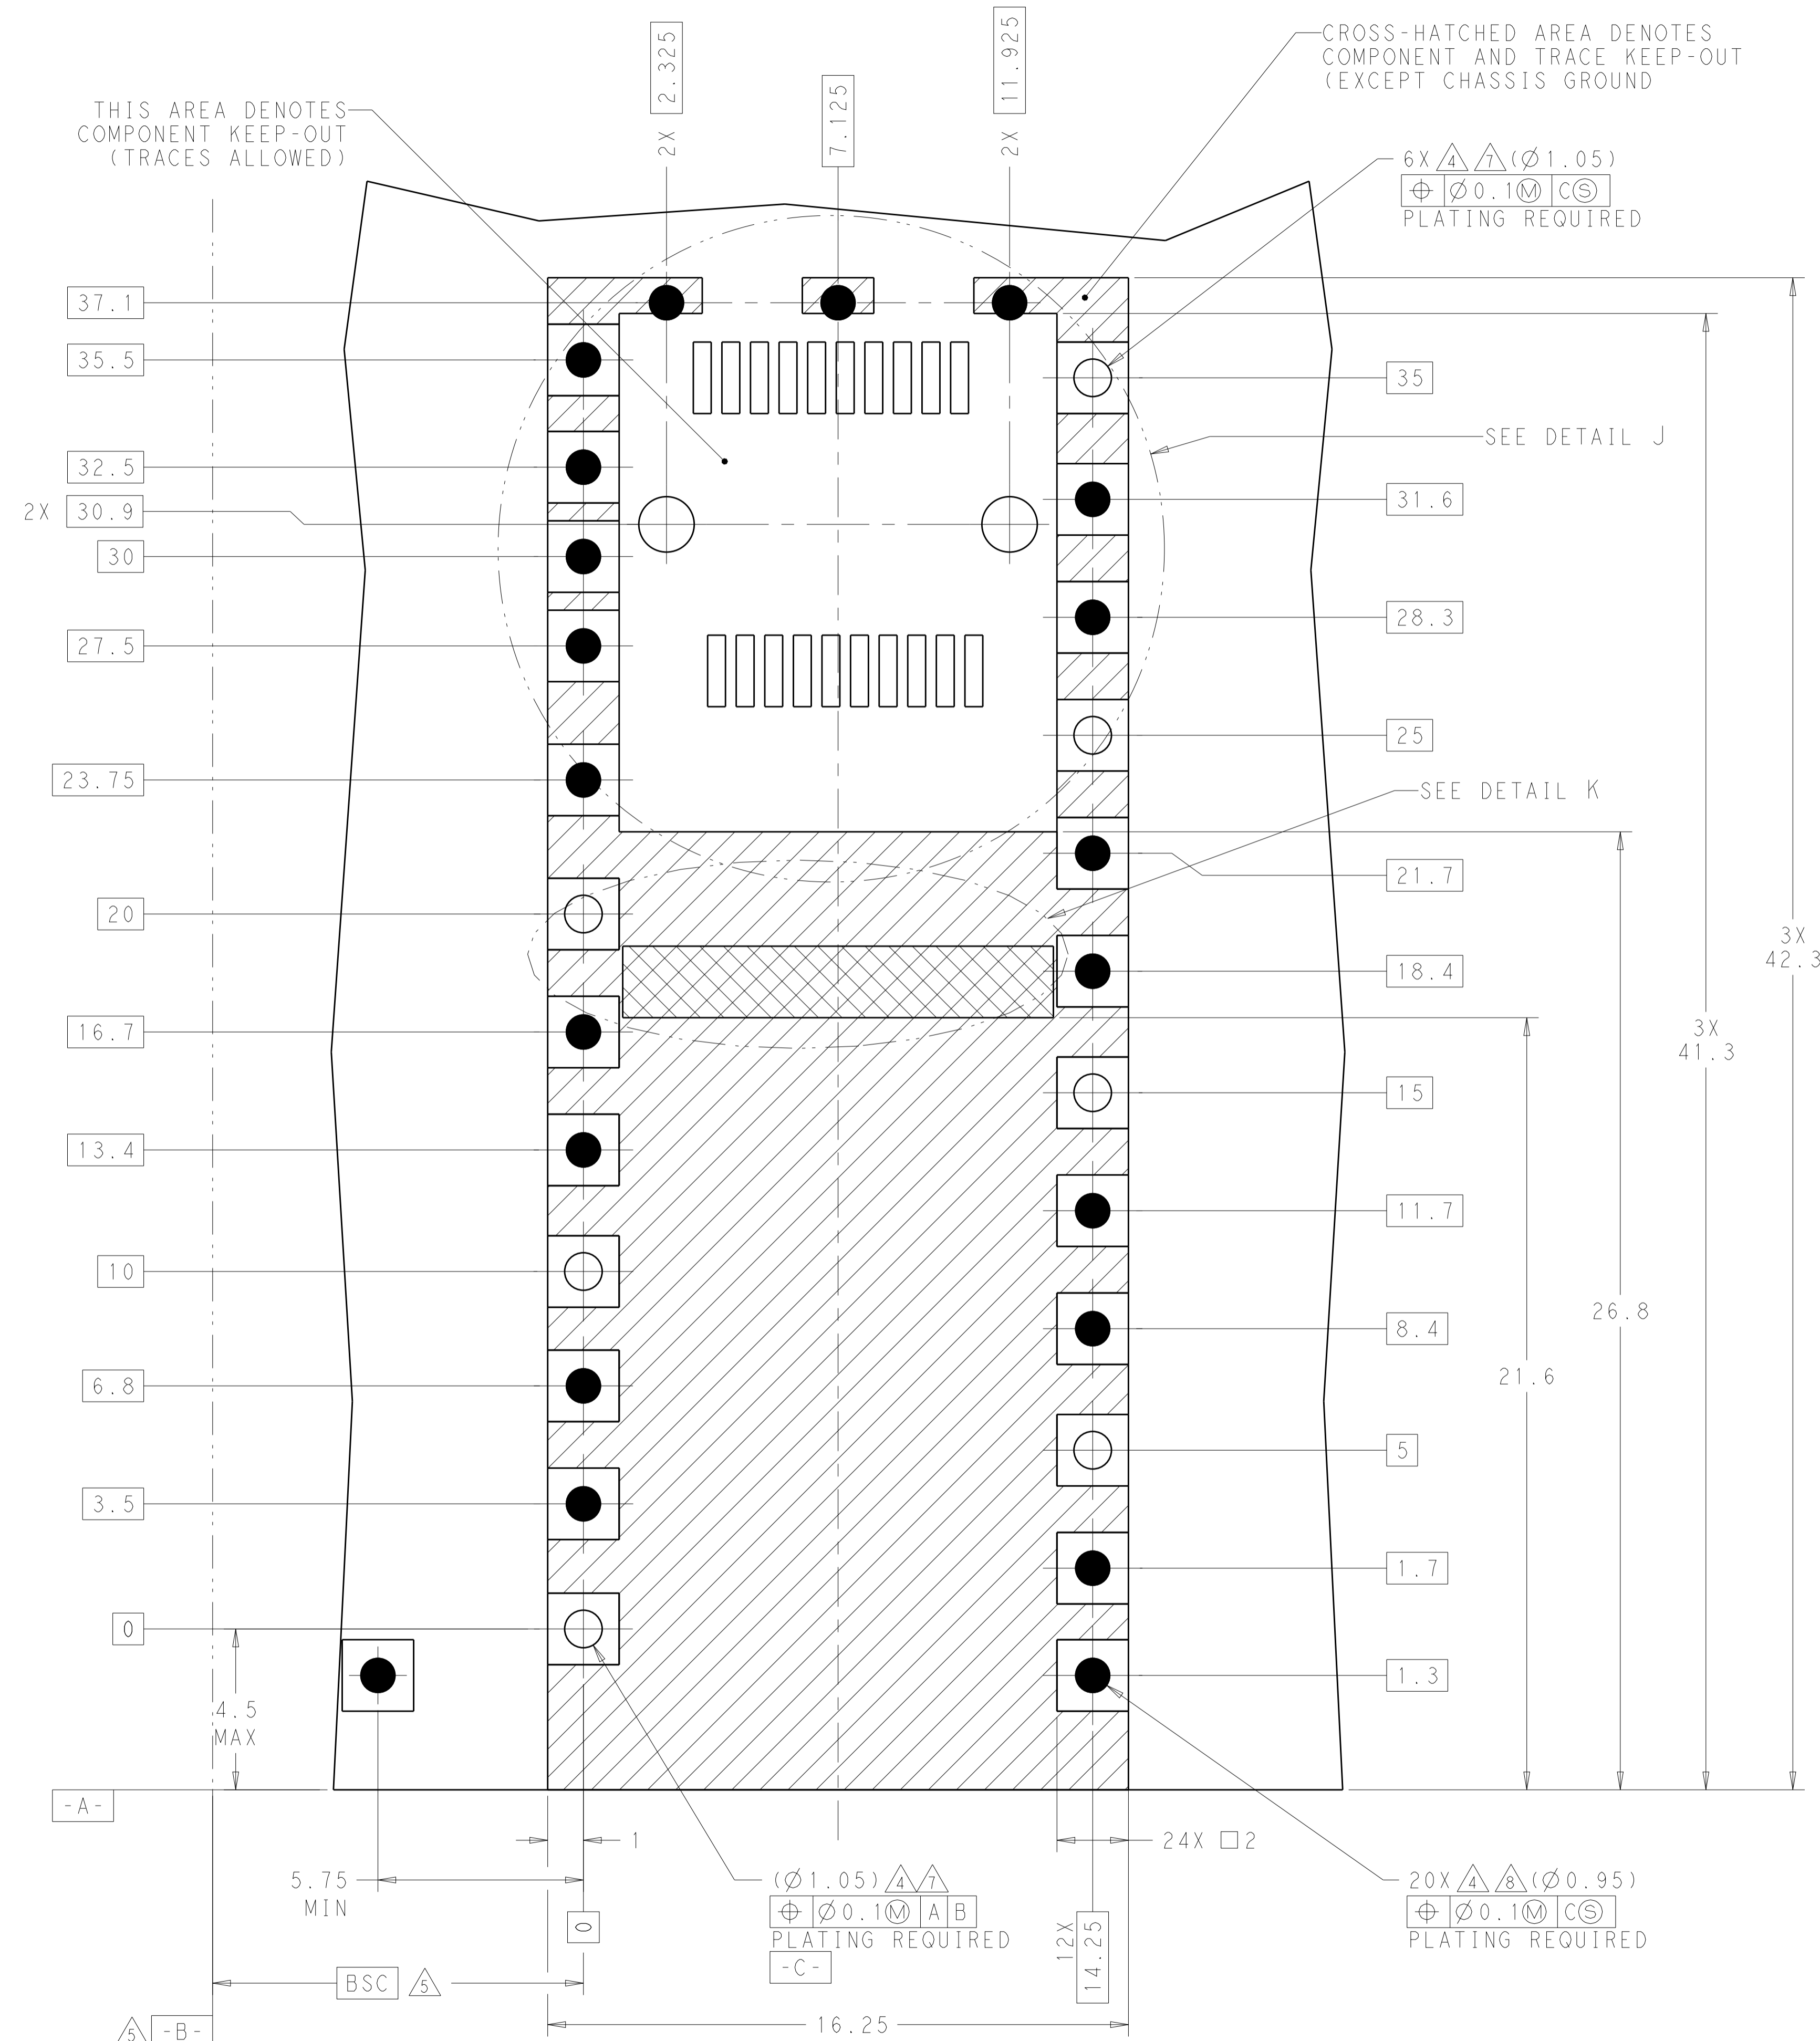 2X 2.325
7.125
2X 11.925
CROSS-HATCHED AREA DENOTES
COMPONENT AND TRACE KEEP-OUT
(EXCEPT CHASSIS GROUND
THIS AREA DENOTES
COMPONENT KEEP-OUT
(TRACES ALLOWED)
6X 4 7 (Ø1.05)
⌖ Ø0.1Ⓜ CⓈ
PLATING REQUIRED
37.1
35.5
32.5
2X 30.9
30
27.5
23.75
20
16.7
13.4
10
6.8
3.5
0
35
SEE DETAIL J
31.6
28.3
25
SEE DETAIL K
21.7
18.4
15
11.7
8.4
5
1.7
1.3
3X
42.3
3X
41.3
26.8
21.6
4.5
MAX
-A-
1
24X □2
5.75
MIN
0
(Ø1.05) 4 7
⌖ Ø0.1Ⓜ A B
PLATING REQUIRED
-C-
12X
14.25
20X 4 8 (Ø0.95)
⌖ Ø0.1Ⓜ CⓈ
PLATING REQUIRED
BSC 5
5 -B-
16.25